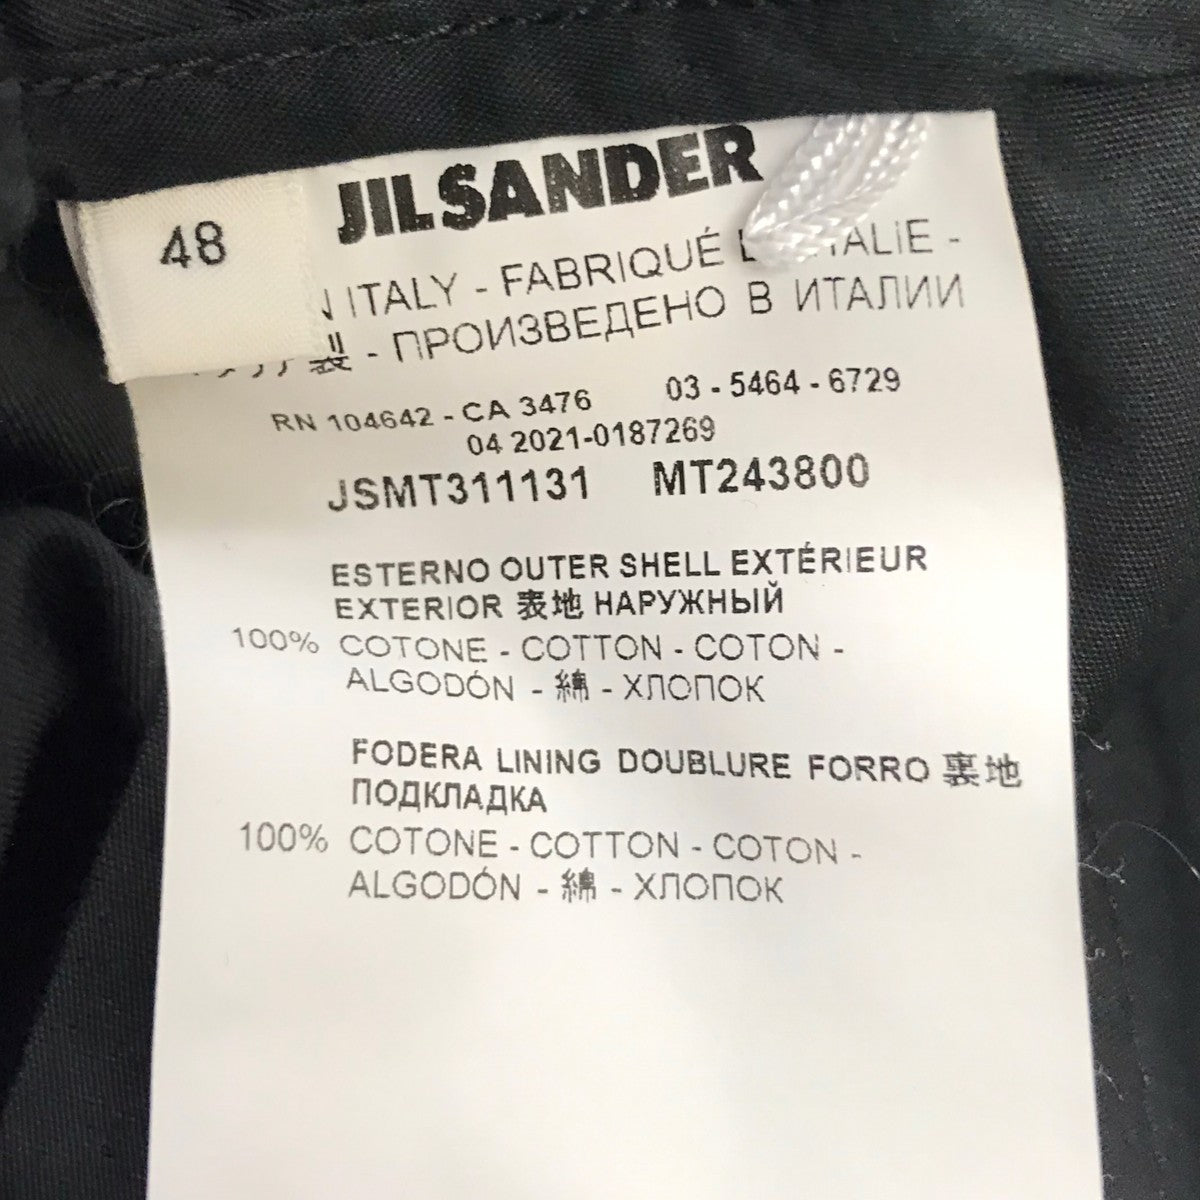 48
JIL SANDER
ITALY - FABRIQUÉ
製 - ПРОИЗВЕДЕНО В ИТАЛИИ
RN 104642 - CA 3476 03 - 5464 - 6729
04 2021-0187269
JSMT311131 MT243800
ESTERNO OUTER SHELL EXTÉRIEUR
EXTERIOR 表地 НАРУЖНЫЙ
100% COTONE - COTTON - COTON -
ALGODÓN - 綿 - ХЛОПОК
FODERA LINING DOUBLURE FORRO 裏地
ПОДКЛАДКА
100% COTONE - COTTON - COTON -
ALGODÓN - 綿 - ХЛОПОК